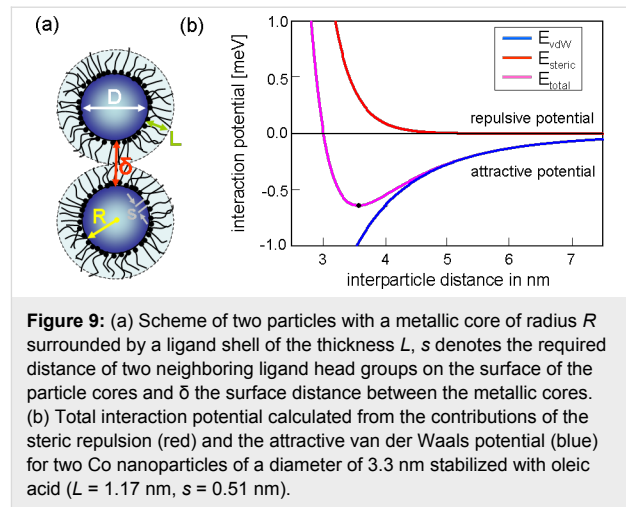 (a)
D
L
δ
R
s
(b)
interaction potential [meV]
1.0
0.5
0.0
-0.5
-1.0
E_vdW
E_steric
E_total
repulsive potential
attractive potential
3 4 5 6 7
interparticle distance in nm
Figure 9: (a) Scheme of two particles with a metallic core of radius R
surrounded by a ligand shell of the thickness L, s denotes the required
distance of two neighboring ligand head groups on the surface of the
particle cores and δ the surface distance between the metallic cores.
(b) Total interaction potential calculated from the contributions of the
steric repulsion (red) and the attractive van der Waals potential (blue)
for two Co nanoparticles of a diameter of 3.3 nm stabilized with oleic
acid (L = 1.17 nm, s = 0.51 nm).